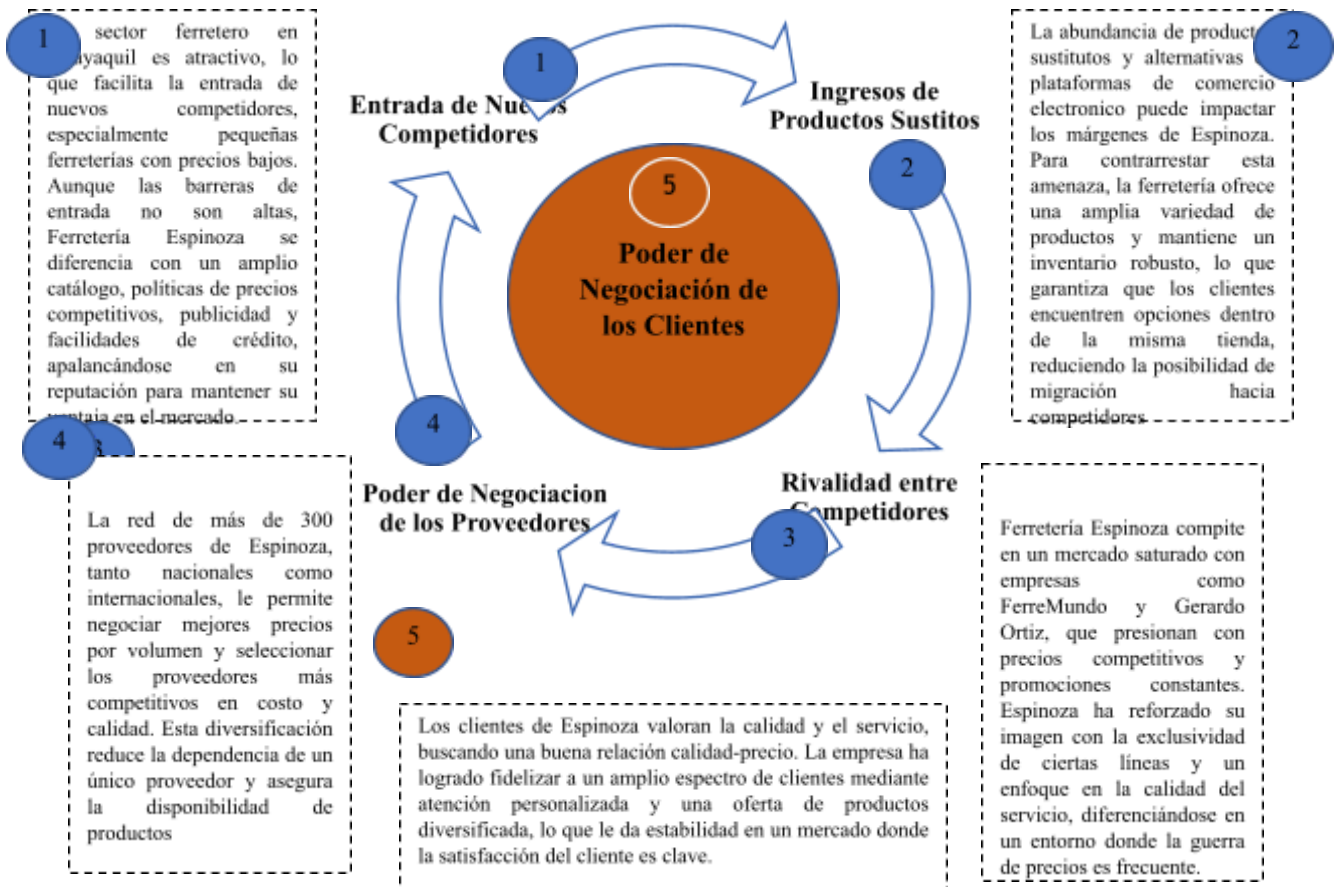 1
sector ferretero en
ayaquil es atractivo, lo
que facilita la entrada de
nuevos competidores,
especialmente pequeñas
ferreterías con precios bajos.
Aunque las barreras de
entrada no son altas,
Ferretería Espinoza se
diferencia con un amplio
catálogo, políticas de precios
competitivos, publicidad y
facilidades de crédito,
apalancándose en su
reputación para mantener su
ventaja en el mercado.
1
Entrada de Nuevos
Competidores
Ingresos de
Productos Sustitos
2
5
Poder de
Negociación de
los Clientes
4
Poder de Negociacion
de los Proveedores
Rivalidad entre
Competidores
3
2
La abundancia de product
sustitutos y alternativas
plataformas de comercio
electronico puede impactar
los márgenes de Espinoza.
Para contrarrestar esta
amenaza, la ferretería ofrece
una amplia variedad de
productos y mantiene un
inventario robusto, lo que
garantiza que los clientes
encuentren opciones dentro
de la misma tienda,
reduciendo la posibilidad de
migración hacia
competidores
4
3
La red de más de 300
proveedores de Espinoza,
tanto nacionales como
internacionales, le permite
negociar mejores precios
por volumen y seleccionar
los proveedores más
competitivos en costo y
calidad. Esta diversificación
reduce la dependencia de un
único proveedor y asegura
la disponibilidad de
productos
5
Los clientes de Espinoza valoran la calidad y el servicio,
buscando una buena relación calidad-precio. La empresa ha
logrado fidelizar a un amplio espectro de clientes mediante
atención personalizada y una oferta de productos
diversificada, lo que le da estabilidad en un mercado donde
la satisfacción del cliente es clave.
Ferretería Espinoza compite
en un mercado saturado con
empresas como
FerreMundo y Gerardo
Ortiz, que presionan con
precios competitivos y
promociones constantes.
Espinoza ha reforzado su
imagen con la exclusividad
de ciertas líneas y un
enfoque en la calidad del
servicio, diferenciándose en
un entorno donde la guerra
de precios es frecuente.